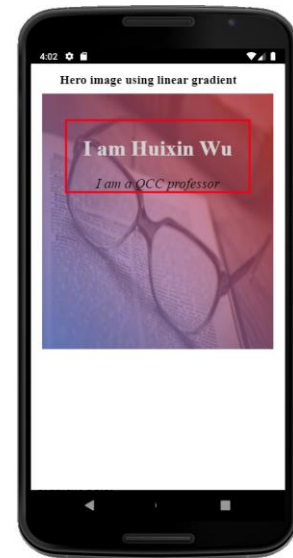 4:02
Hero image using linear gradient
I am Huixin Wu
I am a QCC professor